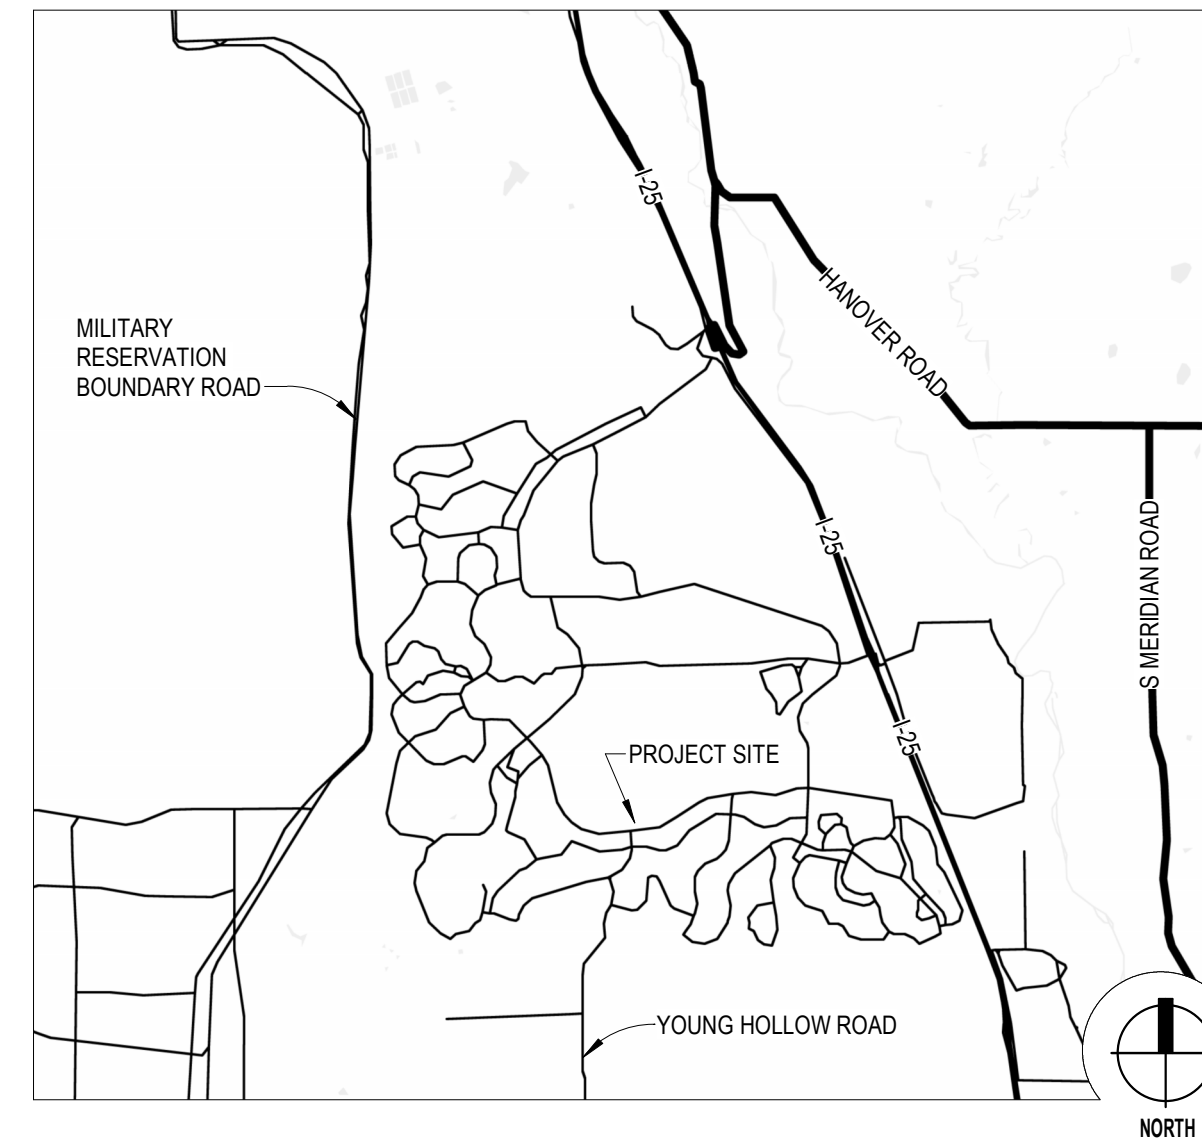 I-25
HANOVER ROAD
MILITARY
RESERVATION
BOUNDARY ROAD
I-25
S MERIDIAN ROAD
I-25
PROJECT SITE
YOUNG HOLLOW ROAD
NORTH